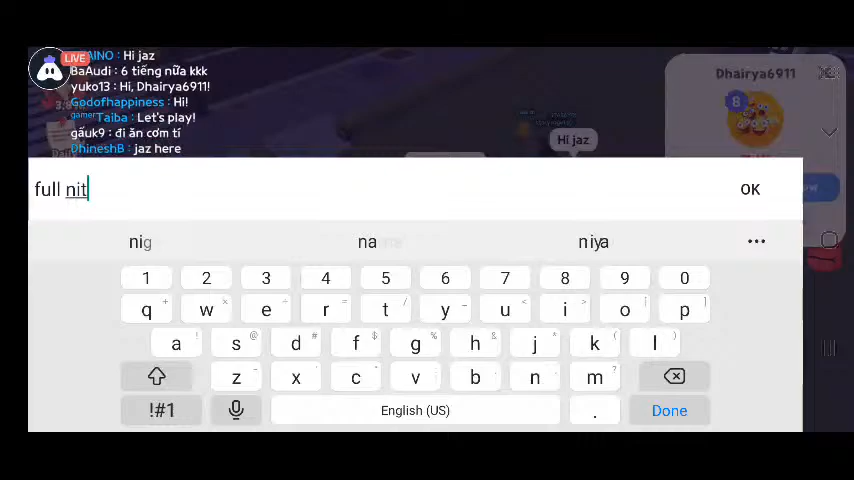 LIVE
AINO : Hi jaz
BaAudi : 6 tiếng nữa kkk
yuko13 : Hi, Dhairya6911!
Godofhappiness : Hi!
gamer Taiba : Let's play!
gấuk9 : đi ăn cơm tí
DhineshB : jaz here
Dhairya6911
8
Hi jaz
full nit
OK
nig
na
niya
•••
1 2 3 4 5 6 7 8 9 0
q w e r t y u i o p
a s d f g h j k l
z x c v b n m
!#1
English (US)
.
Done